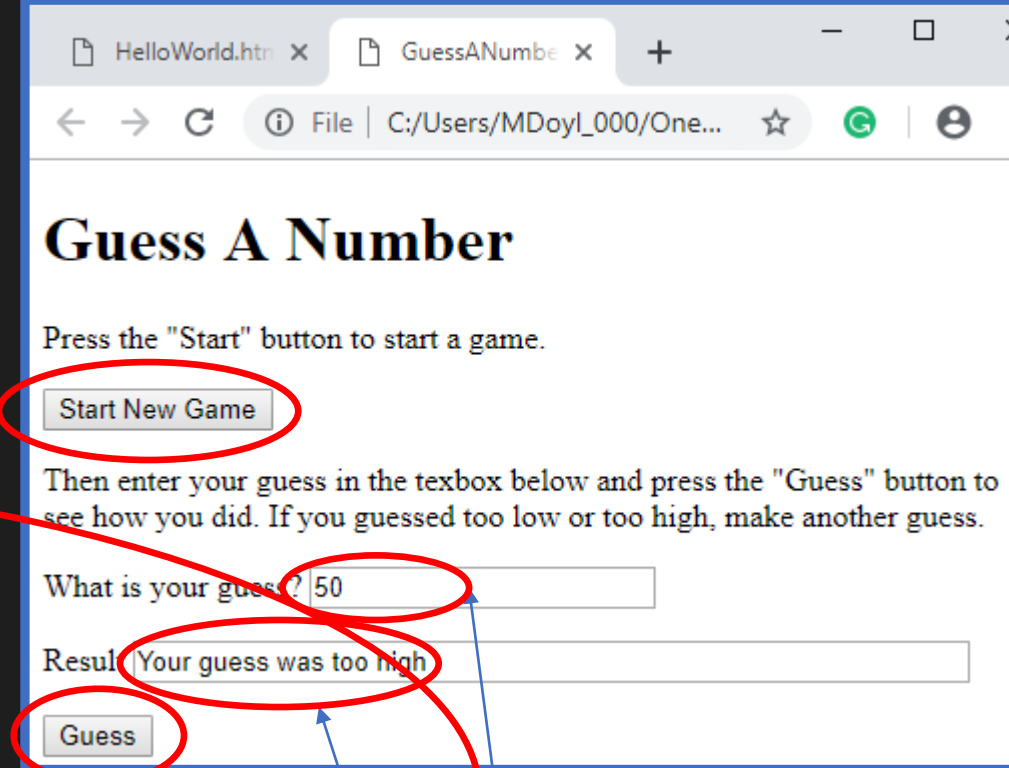 HelloWorld.htm
GuessANumbe
File | C:/Users/MDoyl_000/One...
Guess A Number
Press the "Start" button to start a game.
Start New Game
Then enter your guess in the texbox below and press the "Guess" button to
see how you did. If you guessed too low or too high, make another guess.
What is your guess? 50
Result Your guess was too high
Guess